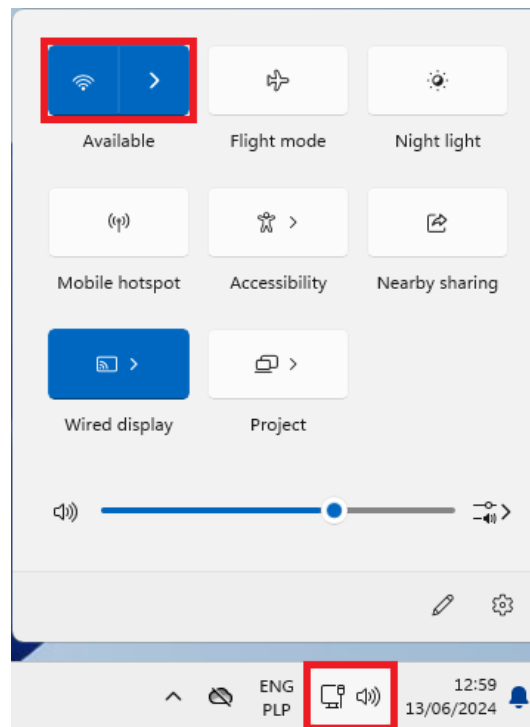 Available
Flight mode
Night light
Mobile hotspot
Accessibility
Nearby sharing
Wired display
Project
ENG
PLP
12:59
13/06/2024